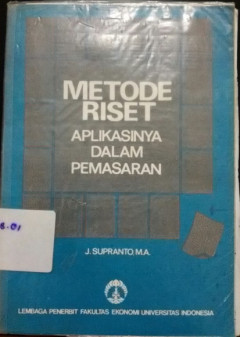 METODE
RISET
APLIKASINYA
DALAM
PEMASARAN
J. SUPRANTO, M.A.
LEMBAGA PENERBIT FAKULTAS EKONOMI UNIVERSITAS INDONESIA